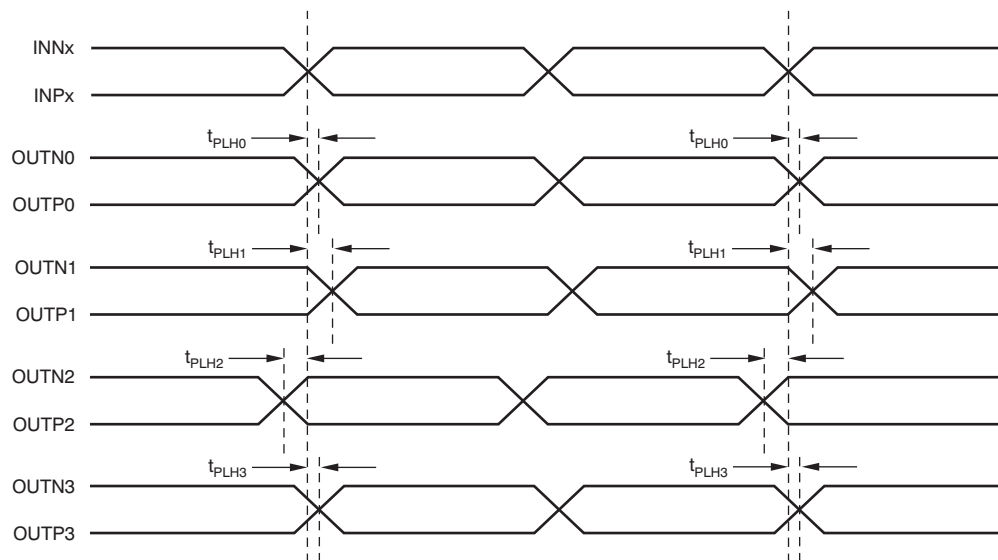 INNx
INPx
tPLH0 tPLH0
OUTN0
OUTP0
tPLH1 tPLH1
OUTN1
OUTP1
tPLH2 tPLH2
OUTN2
OUTP2
tPLH3 tPLH3
OUTN3
OUTP3